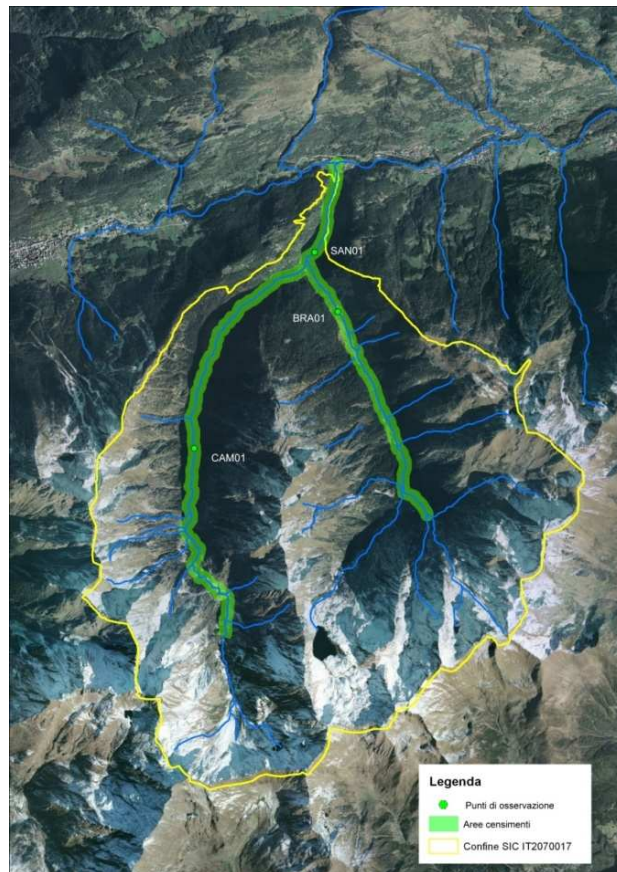 SAN01
BRA01
CAM01
Legenda
Punti di osservazione
Aree censimenti
Confine SIC IT2070017